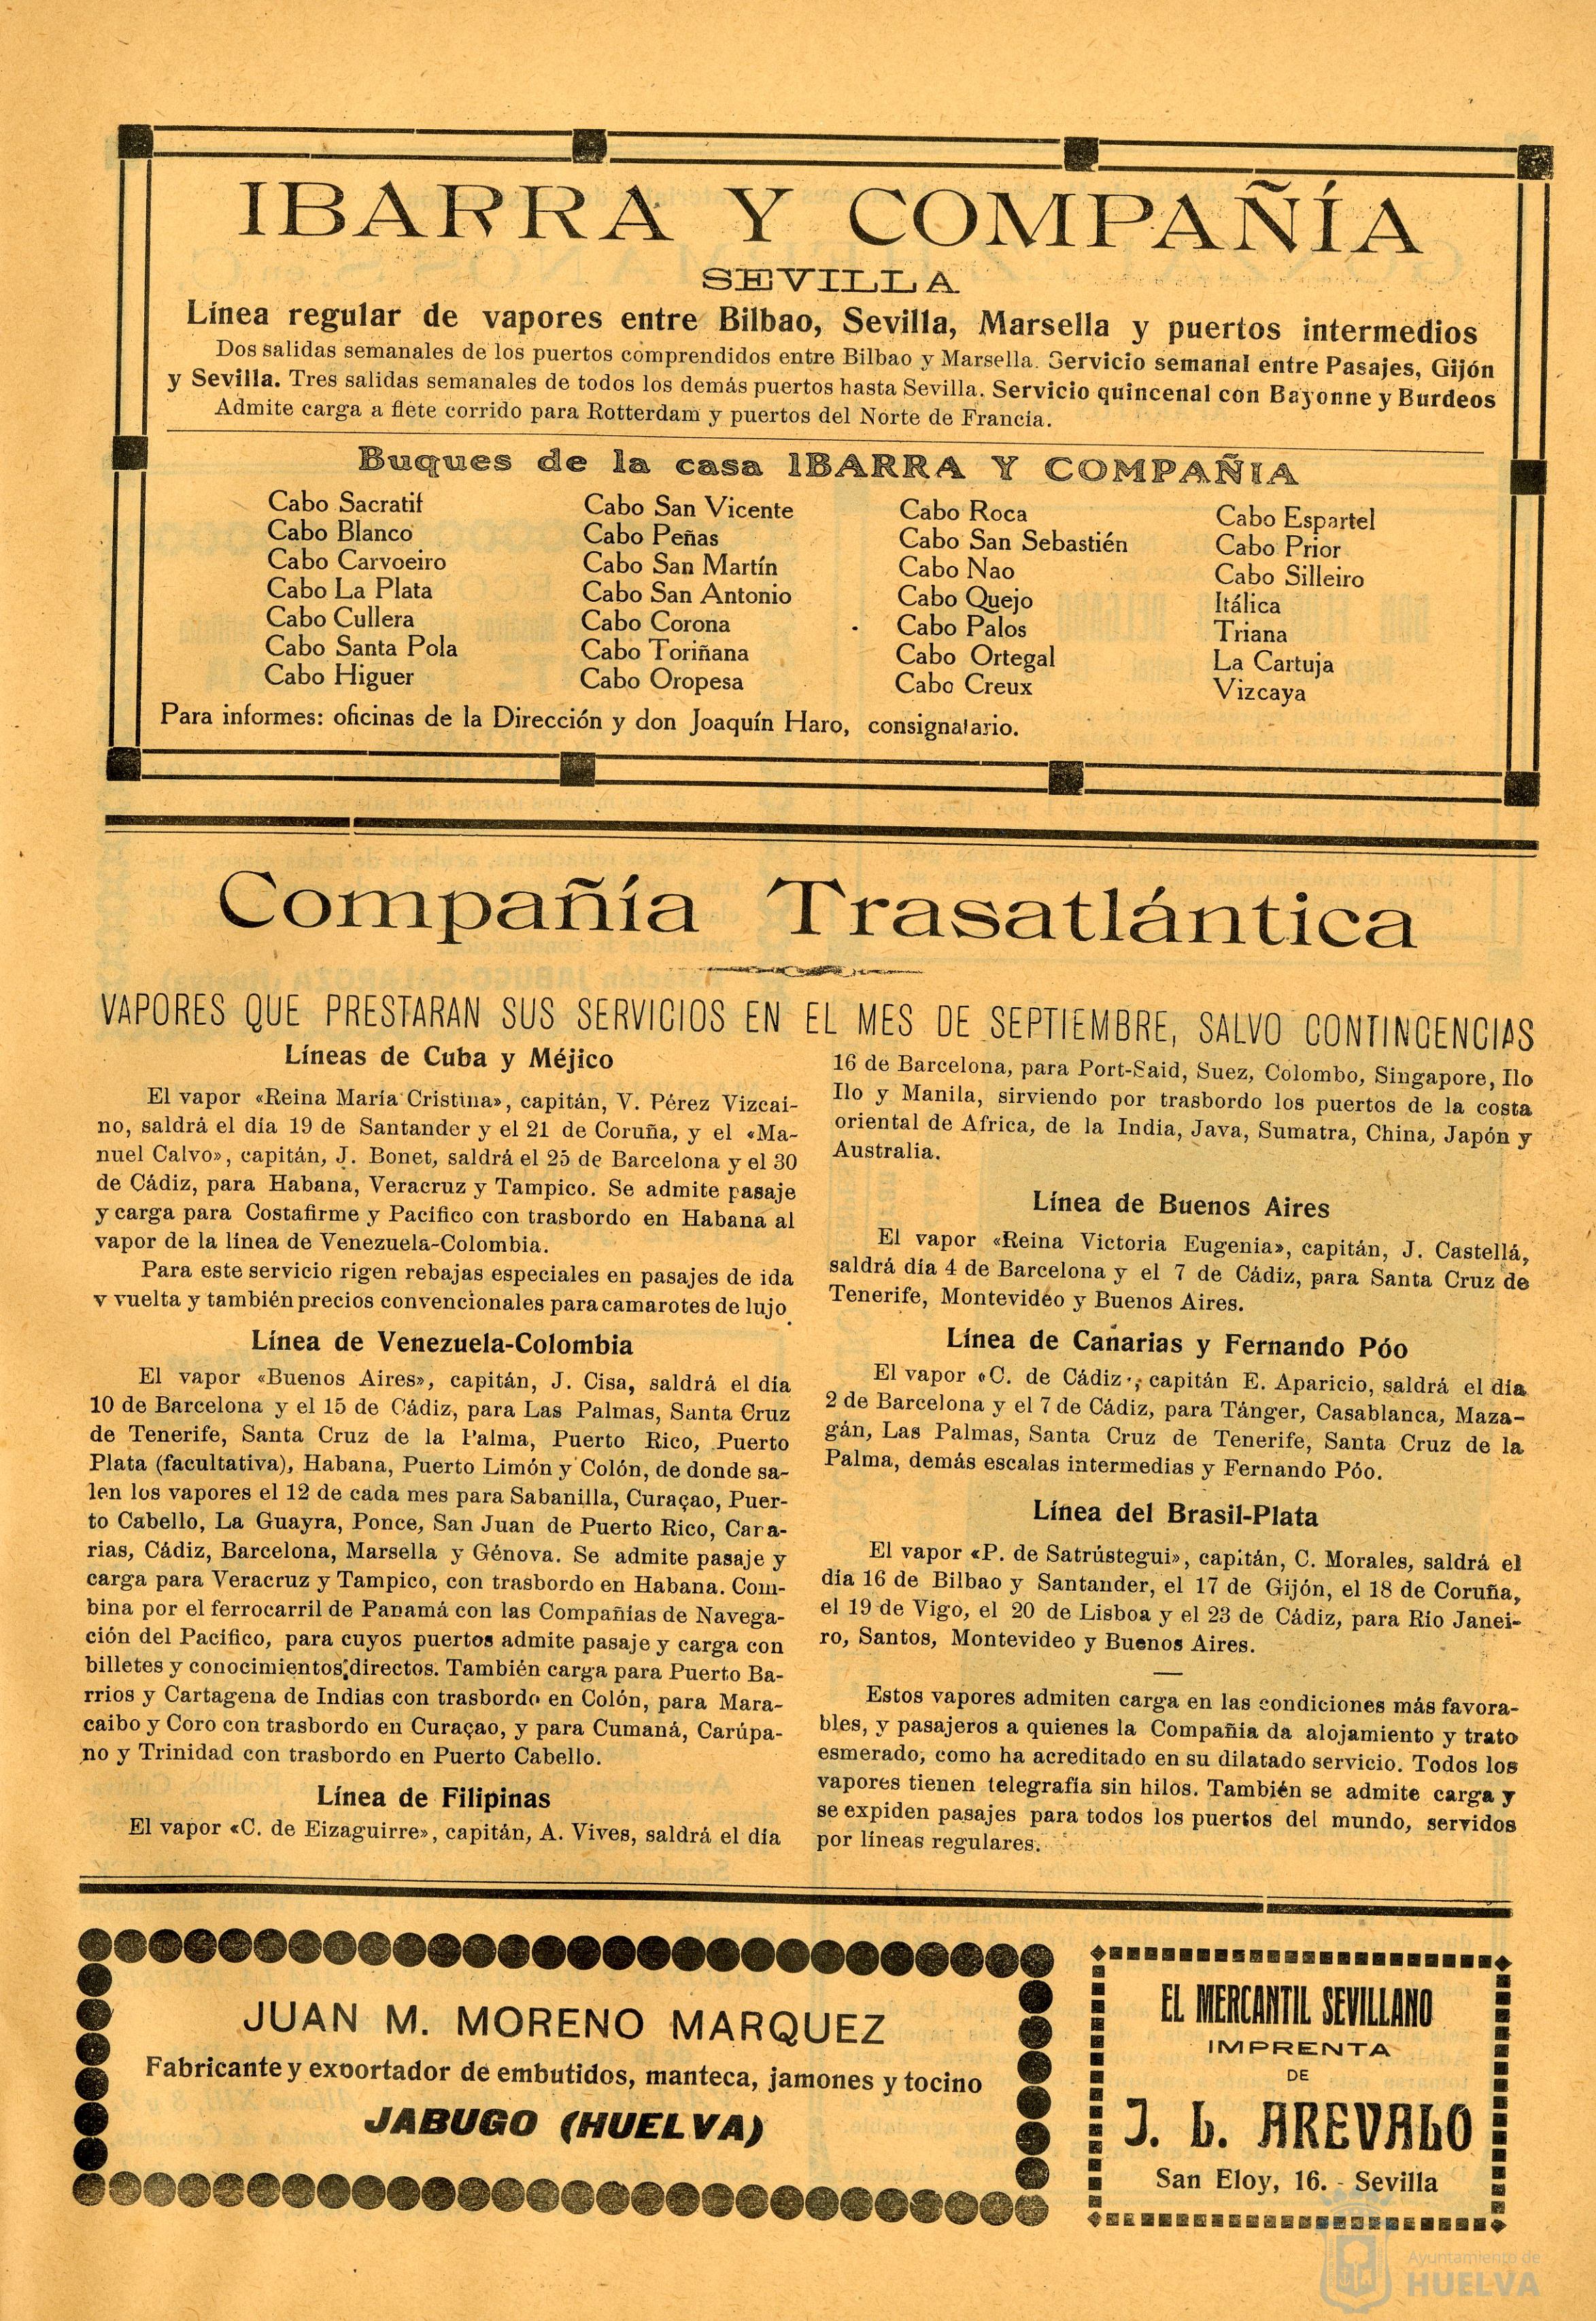 IBARRA Y COMPAÑÍA
SEVILLA
Línea regular de vapores entre Bilbao, Sevilla, Marsella y puertos intermedios
Dos salidas semanales de los puertos comprendidos entre Bilbao y Marsella. Servicio semanal entre Pasajes, Gijón
y Sevilla. Tres salidas semanales de todos los demás puertos hasta Sevilla. Servicio quincenal con Bayonne y Burdeos
Admite carga a flete corrido para Rotterdam y puertos del Norte de Francia.
Buques de la casa IBARRA Y COMPAÑIA
Cabo Sacratif
Cabo Blanco
Cabo Carvoeiro
Cabo La Plata
Cabo Cullera
Cabo Santa Pola
Cabo Higuer
Cabo San Vicente
Cabo Peñas
Cabo San Martín
Cabo San Antonio
Cabo Corona
Cabo Toriñana
Cabo Oropesa
Cabo Roca
Cabo San Sebastién
Cabo Nao
Cabo Quejo
Cabo Palos
Cabo Ortegal
Cabo Creux
Cabo Espartel
Cabo Prior
Cabo Silleiro
Itálica
Triana
La Cartuja
Vizcaya
Para informes: oficinas de la Dirección y don Joaquín Haro, consignatario.
Compañía Trasatlántica
VAPORES QUE PRESTARAN SUS SERVICIOS EN EL MES DE SEPTIEMBRE, SALVO CONTINGENCIAS
Líneas de Cuba y Méjico
El vapor «Reina María Cristina», capitán, V. Pérez Vizcai-
no, saldrá el día 19 de Santander y el 21 de Coruña, y el «Ma-
nuel Calvo», capitán, J. Bonet, saldrá el 25 de Barcelona y el 30
de Cádiz, para Habana, Veracruz y Tampico. Se admite pasaje
y carga para Costafirme y Pacífico con trasbordo en Habana al
vapor de la línea de Venezuela-Colombia.
Para este servicio rigen rebajas especiales en pasajes de ida
y vuelta y también precios convencionales para camarotes de lujo.
Línea de Venezuela-Colombia
El vapor «Buenos Aires», capitán, J. Cisa, saldrá el día
10 de Barcelona y el 15 de Cádiz, para Las Palmas, Santa Cruz
de Tenerife, Santa Cruz de la Palma, Puerto Rico, Puerto
Plata (facultativa), Habana, Puerto Limón y Colón, de donde sa-
len los vapores el 12 de cada mes para Sabanilla, Curaçao, Puer-
to Cabello, La Guayra, Ponce, San Juan de Puerto Rico, Cara-
rias, Cádiz, Barcelona, Marsella y Génova. Se admite pasaje y
carga para Veracruz y Tampico, con trasbordo en Habana. Com-
bina por el ferrocarril de Panamá con las Compañías de Navega-
ción del Pacífico, para cuyos puertos admite pasaje y carga con
billetes y conocimientos directos. También carga para Puerto Ba-
rrios y Cartagena de Indias con trasbordo en Colón, para Mara-
caibo y Coro con trasbordo en Curaçao, y para Cumaná, Carúpa-
no y Trinidad con trasbordo en Puerto Cabello.
Línea de Filipinas
El vapor «C. de Eizaguirre», capitán, A. Vives, saldrá el día
16 de Barcelona, para Port-Said, Suez, Colombo, Singapore, Ilo
Ilo y Manila, sirviendo por trasbordo los puertos de la costa
oriental de Africa, de la India, Java, Sumatra, China, Japón y
Australia.
Línea de Buenos Aires
El vapor «Reina Victoria Eugenia», capitán, J. Castellá,
saldrá día 4 de Barcelona y el 7 de Cádiz, para Santa Cruz de
Tenerife, Montevideo y Buenos Aires.
Línea de Canarias y Fernando Póo
El vapor «C. de Cádiz», capitán E. Aparicio, saldrá el día
2 de Barcelona y el 7 de Cádiz, para Tánger, Casablanca, Maza-
gán, Las Palmas, Santa Cruz de Tenerife, Santa Cruz de la
Palma, demás escalas intermedias y Fernando Póo.
Línea del Brasil-Plata
El vapor «P. de Satrústegui», capitán, C. Morales, saldrá el
día 16 de Bilbao y Santander, el 17 de Gijón, el 18 de Coruña,
el 19 de Vigo, el 20 de Lisboa y el 23 de Cádiz, para Rio Janei-
ro, Santos, Montevideo y Buenos Aires.
Estos vapores admiten carga en las condiciones más favora-
bles, y pasajeros a quienes la Compañía da alojamiento y trato
esmerado, como ha acreditado en su dilatado servicio. Todos los
vapores tienen telegrafía sin hilos. También se admite carga y
se expiden pasajes para todos los puertos del mundo, servidos
por líneas regulares.
JUAN M. MORENO MARQUEZ
Fabricante y exportador de embutidos, manteca, jamones y tocino
JABUGO (HUELVA)
EL MERCANTIL SEVILLANO
IMPRENTA
DE
J. L. AREVALO
San Eloy, 16. - Sevilla
Ayuntamiento de
HUELVA